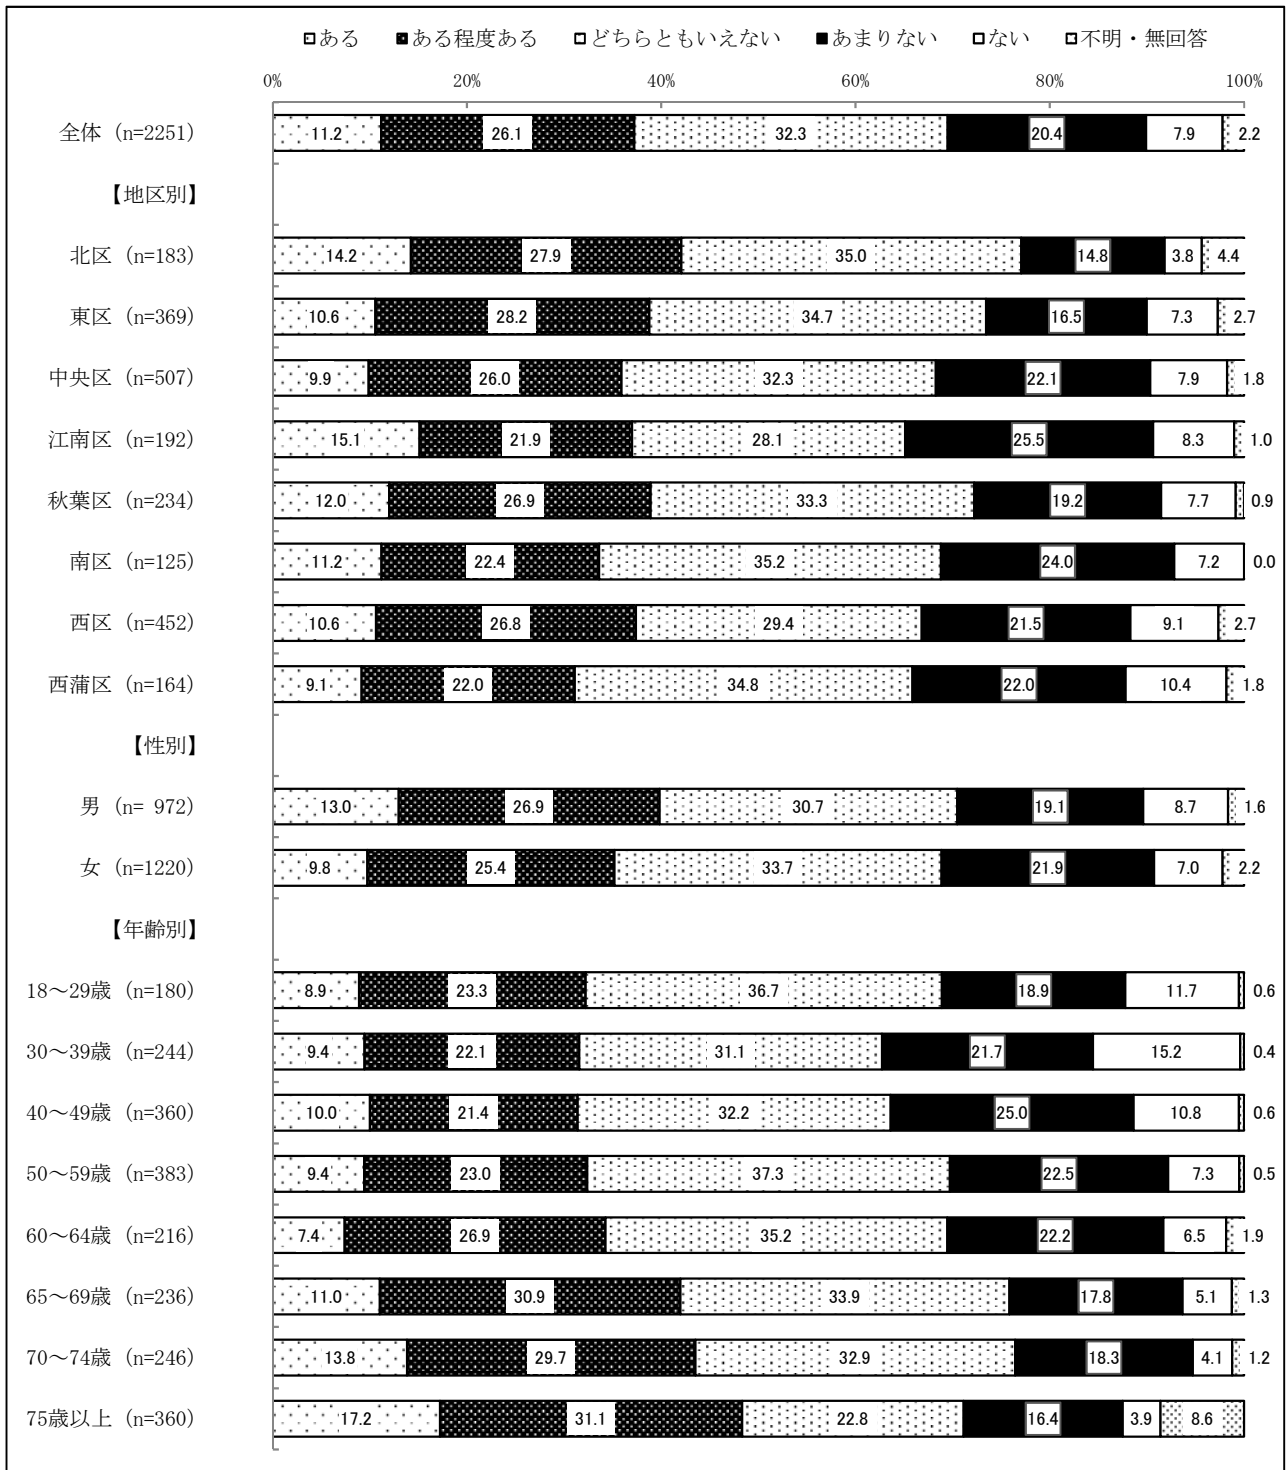 ある ある程度ある どちらともいえない あまりない ない 不明・無回答
0% 20% 40% 60% 80% 100%
全体 (n=2251) 11.2 26.1 32.3 20.4 7.9 2.2
【地区別】
北区 (n=183) 14.2 27.9 35.0 14.8 3.8 4.4
東区 (n=369) 10.6 28.2 34.7 16.5 7.3 2.7
中央区 (n=507) 9.9 26.0 32.3 22.1 7.9 1.8
江南区 (n=192) 15.1 21.9 28.1 25.5 8.3 1.0
秋葉区 (n=234) 12.0 26.9 33.3 19.2 7.7 0.9
南区 (n=125) 11.2 22.4 35.2 24.0 7.2 0.0
西区 (n=452) 10.6 26.8 29.4 21.5 9.1 2.7
西蒲区 (n=164) 9.1 22.0 34.8 22.0 10.4 1.8
【性別】
男 (n= 972) 13.0 26.9 30.7 19.1 8.7 1.6
女 (n=1220) 9.8 25.4 33.7 21.9 7.0 2.2
【年齢別】
18～29歳 (n=180) 8.9 23.3 36.7 18.9 11.7 0.6
30～39歳 (n=244) 9.4 22.1 31.1 21.7 15.2 0.4
40～49歳 (n=360) 10.0 21.4 32.2 25.0 10.8 0.6
50～59歳 (n=383) 9.4 23.0 37.3 22.5 7.3 0.5
60～64歳 (n=216) 7.4 26.9 35.2 22.2 6.5 1.9
65～69歳 (n=236) 11.0 30.9 33.9 17.8 5.1 1.3
70～74歳 (n=246) 13.8 29.7 32.9 18.3 4.1 1.2
75歳以上 (n=360) 17.2 31.1 22.8 16.4 3.9 8.6